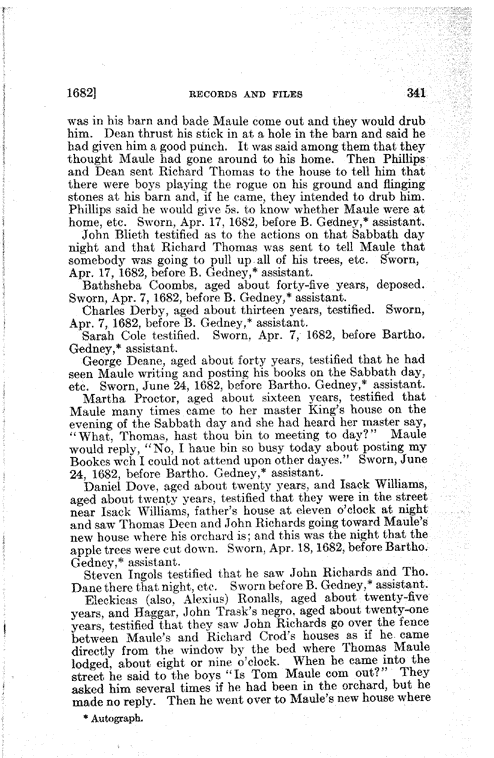 1682] RECORDS AND FILES 341
was in his barn and bade Maule come out and they would drub
him. Dean thrust his stick in at a hole in the barn and said he
had given him a good punch. It was said among them that they
thought Maule had gone around to his home. Then Phillips
and Dean sent Richard Thomas to the house to tell him that
there were boys playing the rogue on his ground and flinging
stones at his barn and, if he came, they intended to drub him.
Phillips said he would give 5s. to know whether Maule were at
home, etc. Sworn, Apr. 17, 1682, before B. Gedney,* assistant.
John Blieth testified as to the actions on that Sabbath day
night and that Richard Thomas was sent to tell Maule that
somebody was going to pull up all of his trees, etc. Sworn,
Apr. 17, 1682, before B. Gedney,* assistant.
Bathsheba Coombs, aged about forty-five years, deposed.
Sworn, Apr. 7, 1682, before B. Gedney,* assistant.
Charles Derby, aged about thirteen years, testified. Sworn,
Apr. 7, 1682, before B. Gedney,* assistant.
Sarah Cole testified. Sworn, Apr. 7, 1682, before Bartho.
Gedney,* assistant.
George Deane, aged about forty years, testified that he had
seen Maule writing and posting his books on the Sabbath day,
etc. Sworn, June 24, 1682, before Bartho. Gedney,* assistant.
Martha Proctor, aged about sixteen years, testified that
Maule many times came to her master King's house on the
evening of the Sabbath day and she had heard her master say,
"What, Thomas, hast thou bin to meeting to day?" Maule
would reply, "No, I haue bin so busy today about posting my
Bookes wch I could not attend upon other dayes." Sworn, June
24, 1682, before Bartho. Gedney,* assistant.
Daniel Dove, aged about twenty years, and Isack Williams,
aged about twenty years, testified that they were in the street
near Isack Williams, father's house at eleven o'clock at night
and saw Thomas Deen and John Richards going toward Maule's
new house where his orchard is; and this was the night that the
apple trees were cut down. Sworn, Apr. 18, 1682, before Bartho.
Gedney,* assistant.
Steven Ingols testified that he saw John Richards and Tho.
Dane there that night, etc. Sworn before B. Gedney,* assistant.
Eleckicas (also, Alexius) Ronalls, aged about twenty-five
years, and Haggar, John Trask's negro, aged about twenty-one
years, testified that they saw John Richards go over the fence
between Maule's and Richard Crod's houses as if he came
directly from the window by the bed where Thomas Maule
lodged, about eight or nine o'clock. When he came into the
street he said to the boys "Is Tom Maule com out?" They
asked him several times if he had been in the orchard, but he
made no reply. Then he went over to Maule's new house where
* Autograph.